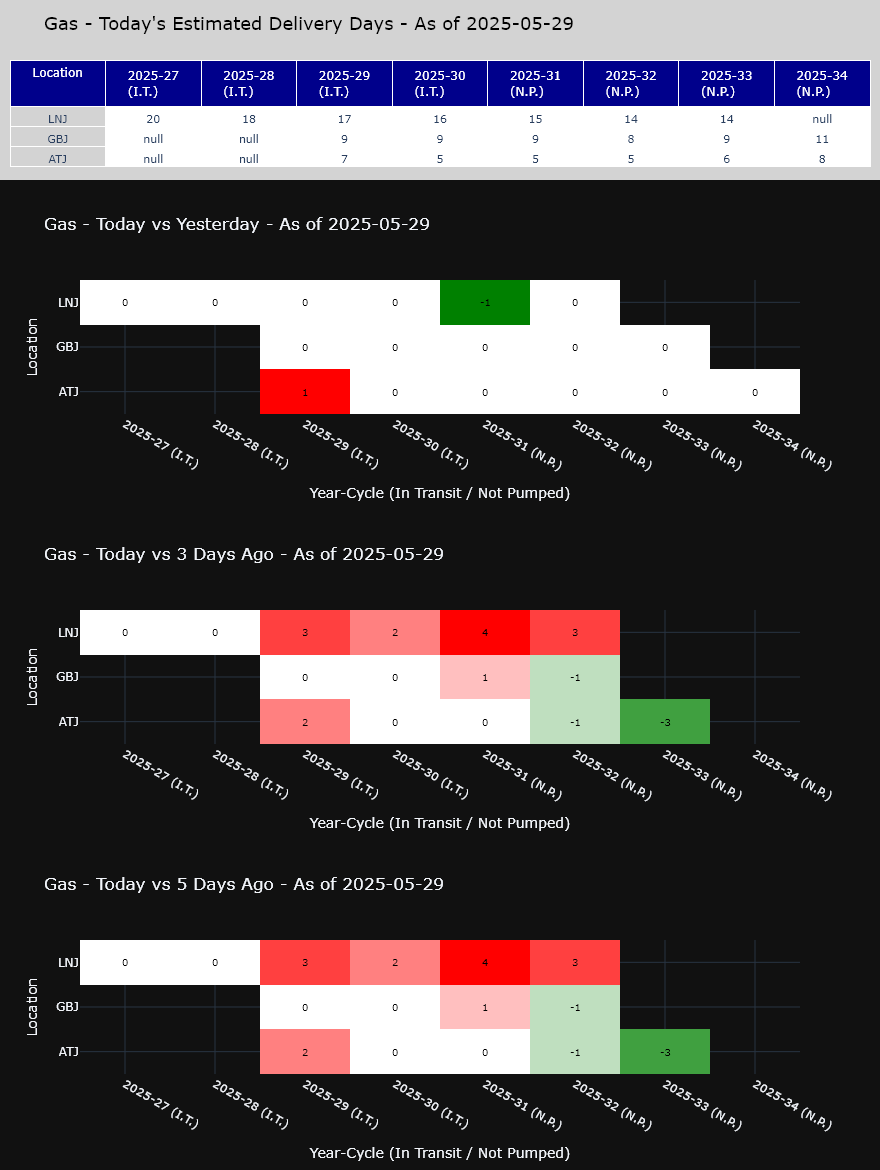 Gas - Today's Estimated Delivery Days - As of 2025-05-29
Location 2025-27 (I.T.) 2025-28 (I.T.) 2025-29 (I.T.) 2025-30 (I.T.) 2025-31 (N.P.) 2025-32 (N.P.) 2025-33 (N.P.) 2025-34 (N.P.)
LNJ 20 18 17 16 15 14 14 null
GBJ null null 9 9 9 8 9 11
ATJ null null 7 5 5 5 6 8
Gas - Today vs Yesterday - As of 2025-05-29
Location
LNJ 0 0 0 0 -1 0
GBJ 0 0 0 0 0
ATJ 1 0 0 0 0 0
2025-27 (I.T.) 2025-28 (I.T.) 2025-29 (I.T.) 2025-30 (I.T.) 2025-31 (N.P.) 2025-32 (N.P.) 2025-33 (N.P.) 2025-34 (N.P.)
Year-Cycle (In Transit / Not Pumped)
Gas - Today vs 3 Days Ago - As of 2025-05-29
Location
LNJ 0 0 3 2 4 3
GBJ 0 0 1 -1
ATJ 2 0 0 -1 -3
2025-27 (I.T.) 2025-28 (I.T.) 2025-29 (I.T.) 2025-30 (I.T.) 2025-31 (N.P.) 2025-32 (N.P.) 2025-33 (N.P.) 2025-34 (N.P.)
Year-Cycle (In Transit / Not Pumped)
Gas - Today vs 5 Days Ago - As of 2025-05-29
Location
LNJ 0 0 3 2 4 3
GBJ 0 0 1 -1
ATJ 2 0 0 -1 -3
2025-27 (I.T.) 2025-28 (I.T.) 2025-29 (I.T.) 2025-30 (I.T.) 2025-31 (N.P.) 2025-32 (N.P.) 2025-33 (N.P.) 2025-34 (N.P.)
Year-Cycle (In Transit / Not Pumped)